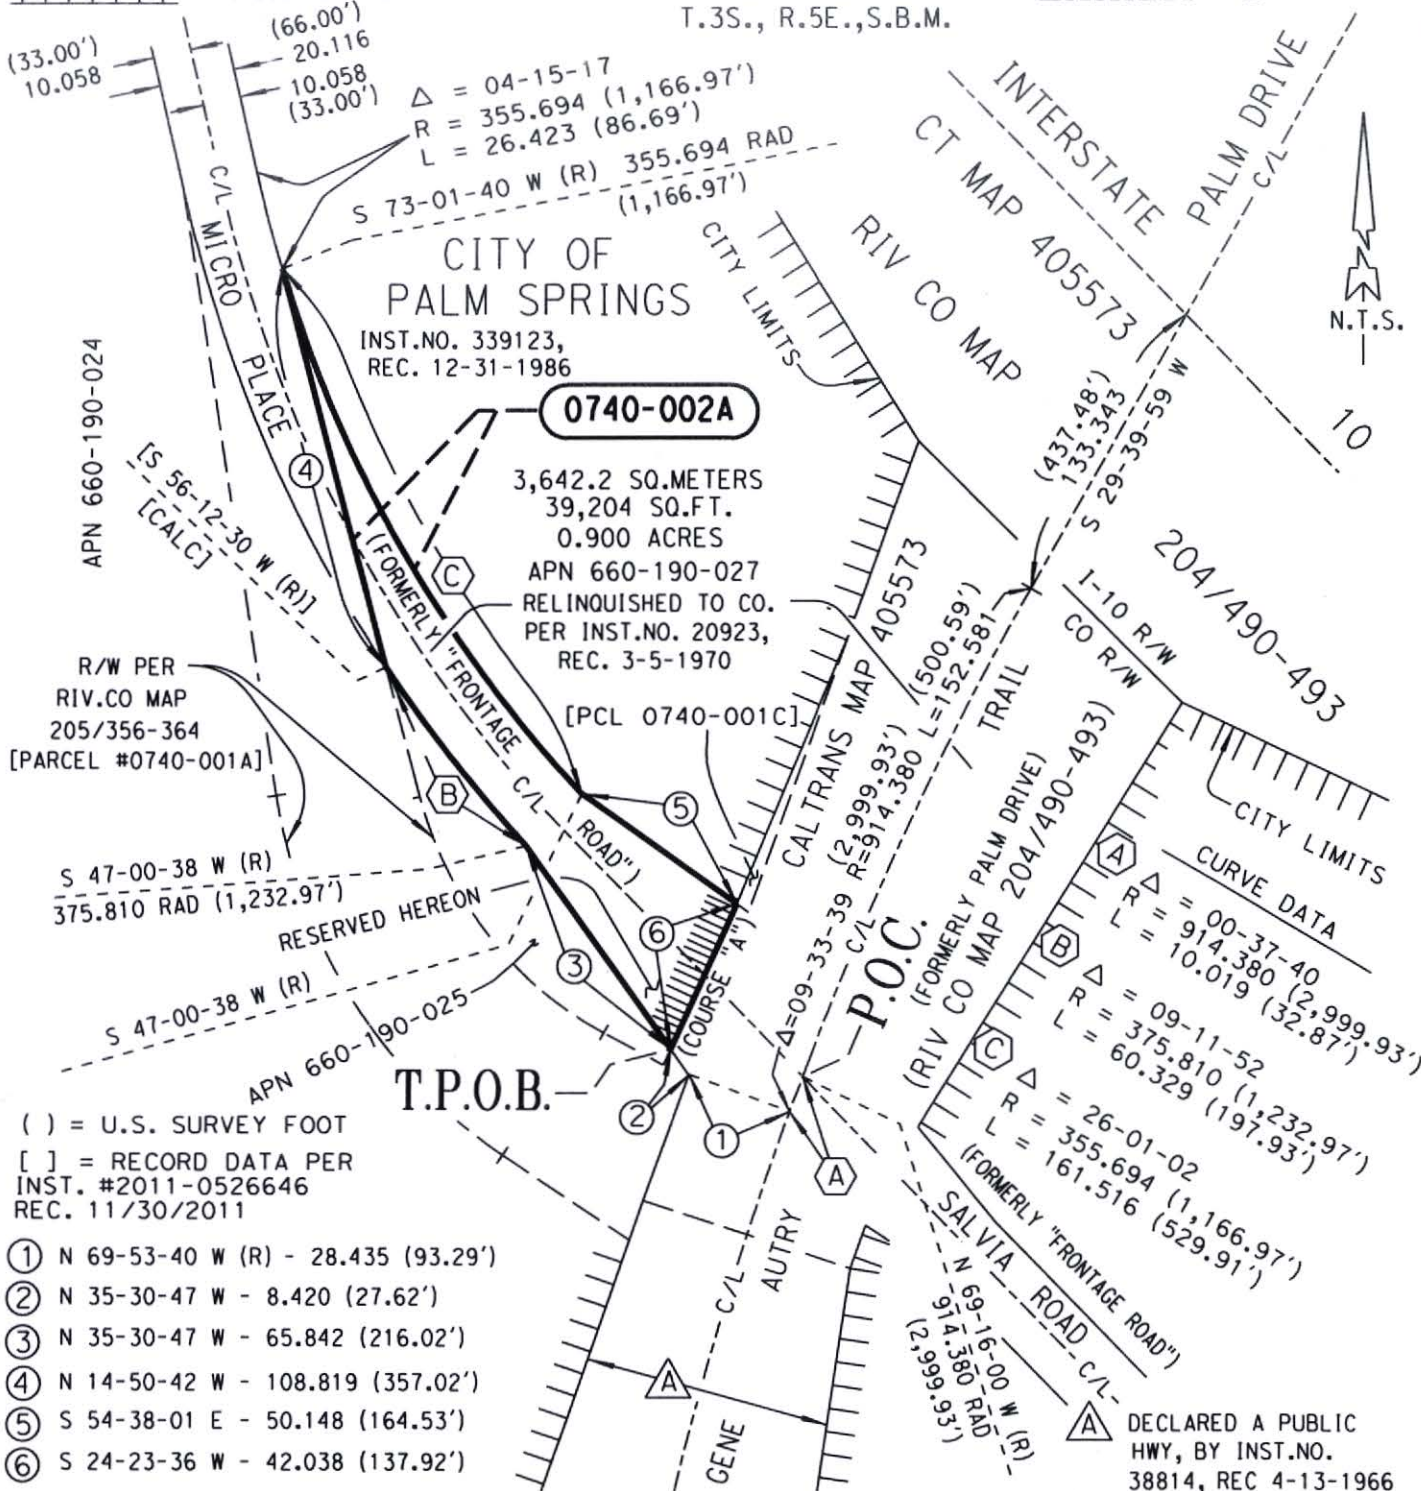 T.3S., R.5E.,S.B.M.
(33.00')
10.058
(66.00')
20.116
10.058
(33.00')
Δ = 04-15-17
R = 355.694 (1,166.97')
L = 26.423 (86.69')
S 73-01-40 W (R) 355.694 RAD
(1,166.97')
C/L
MICRO
PLACE
CITY OF
PALM SPRINGS
INST.NO. 339123,
REC. 12-31-1986
CITY LIMITS
RIV CO MAP
CT MAP 405573
INTERSTATE
10
PALM DRIVE
C/L
N.T.S.
APN 660-190-024
0740-002A
3,642.2 SQ.METERS
39,204 SQ.FT.
0.900 ACRES
APN 660-190-027
RELINQUISHED TO CO.
PER INST.NO. 20923,
REC. 3-5-1970
4
C
[S 56-12-30 W (R)]
[CALC]
(FORMERLY "FRONTAGE
C/L
ROAD")
(437.48')
133.343
S 29-39-59 W
204/490-493
I-10 R/W
CO R/W
R/W PER
RIV.CO MAP
205/356-364
[PARCEL #0740-001A]
[PCL 0740-001C]
CALTRANS MAP 405573
(500.59')
(2,999.93')
Δ=09-33-39 R=914.380 L=152.581
C/L
TRAIL
(FORMERLY PALM DRIVE)
(RIV CO MAP 204/490-493)
CITY LIMITS
B
5
6
3
S 47-00-38 W (R)
375.810 RAD (1,232.97')
RESERVED HEREON
S 47-00-38 W (R)
APN 660-190-025
(COURSE "A")
P.O.C.
T.P.O.B.
2
1
A
CURVE DATA
A
Δ = 00-37-40
R = 914.380 (2,999.93')
L = 10.019 (32.87')
B
Δ = 09-11-52
R = 375.810 (1,232.97')
L = 60.329 (197.93')
C
Δ = 26-01-02
R = 355.694 (1,166.97')
L = 161.516 (529.91')
(FORMERLY "FRONTAGE ROAD")
SALVIA ROAD C/L
N 69-16-00 W (R)
914.380 RAD
(2,999.93')
C/L
AUTRY
GENE
A
( ) = U.S. SURVEY FOOT
[ ] = RECORD DATA PER
INST. #2011-0526646
REC. 11/30/2011
1 N 69-53-40 W (R) - 28.435 (93.29')
2 N 35-30-47 W - 8.420 (27.62')
3 N 35-30-47 W - 65.842 (216.02')
4 N 14-50-42 W - 108.819 (357.02')
5 S 54-38-01 E - 50.148 (164.53')
6 S 24-23-36 W - 42.038 (137.92')
A DECLARED A PUBLIC
HWY, BY INST.NO.
38814, REC 4-13-1966